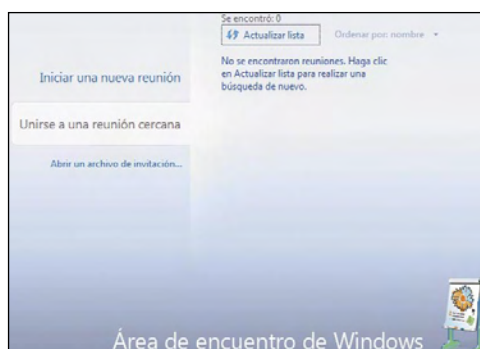 Se encontró: 0
Actualizar lista
Ordenar por: nombre
No se encontraron reuniones. Haga clic
en Actualizar lista para realizar una
búsqueda de nuevo.
Iniciar una nueva reunión
Unirse a una reunión cercana
Abrir un archivo de invitación...
Área de encuentro de Windows